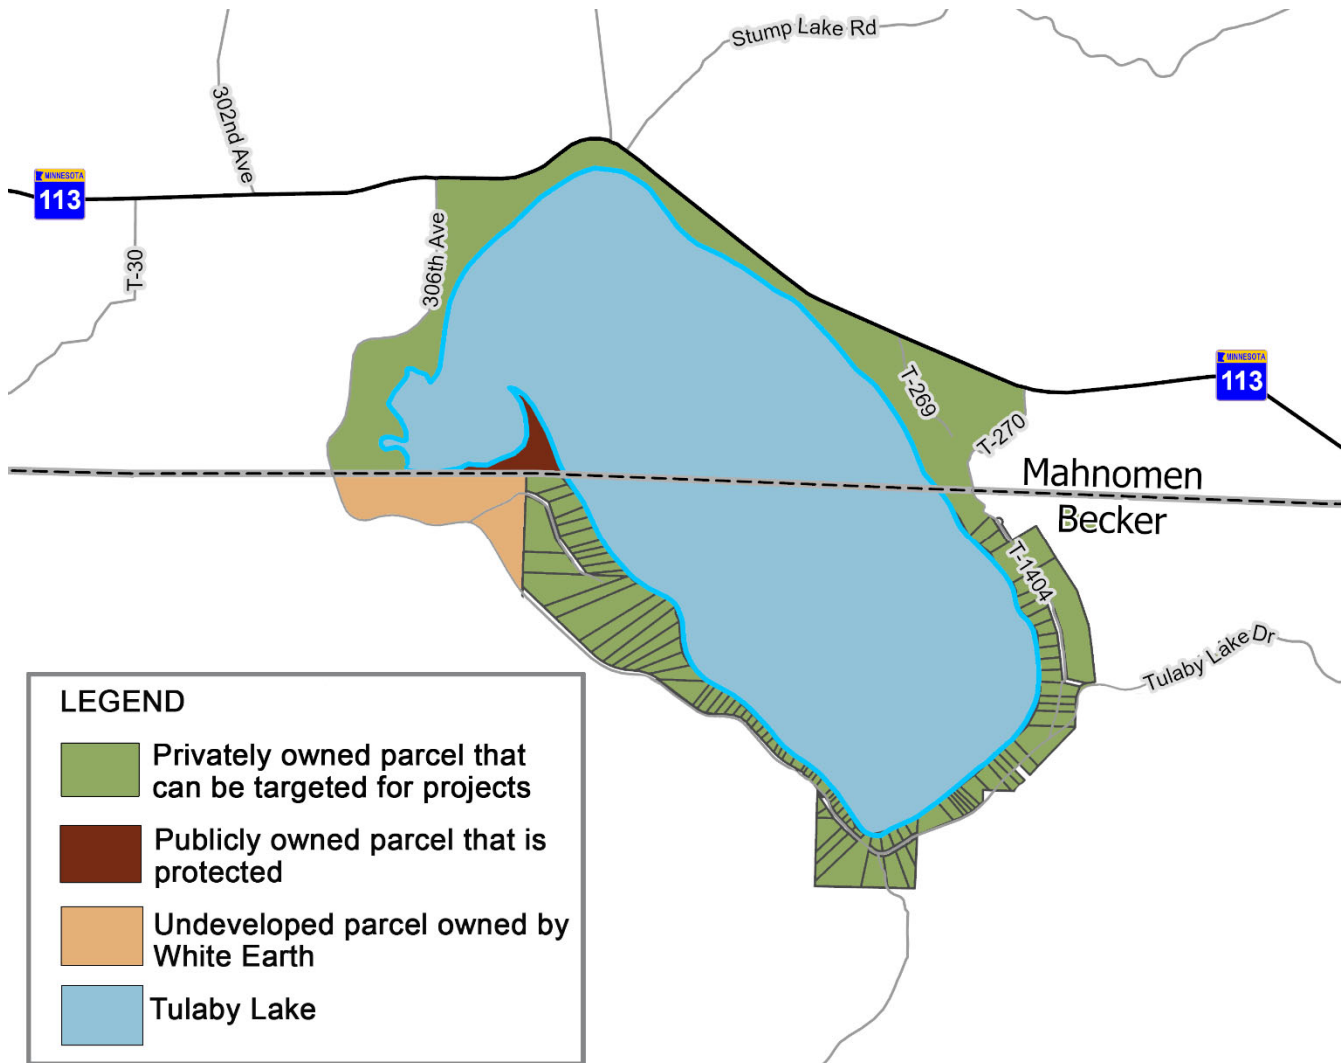 Stump Lake Rd
302nd Ave
MINNESOTA
113
T-30
306th Ave
MINNESOTA
113
T-269
T-270
Mahnomen
Becker
T-1404
Tulaby Lake Dr
LEGEND
Privately owned parcel that
can be targeted for projects
Publicly owned parcel that is
protected
Undeveloped parcel owned by
White Earth
Tulaby Lake